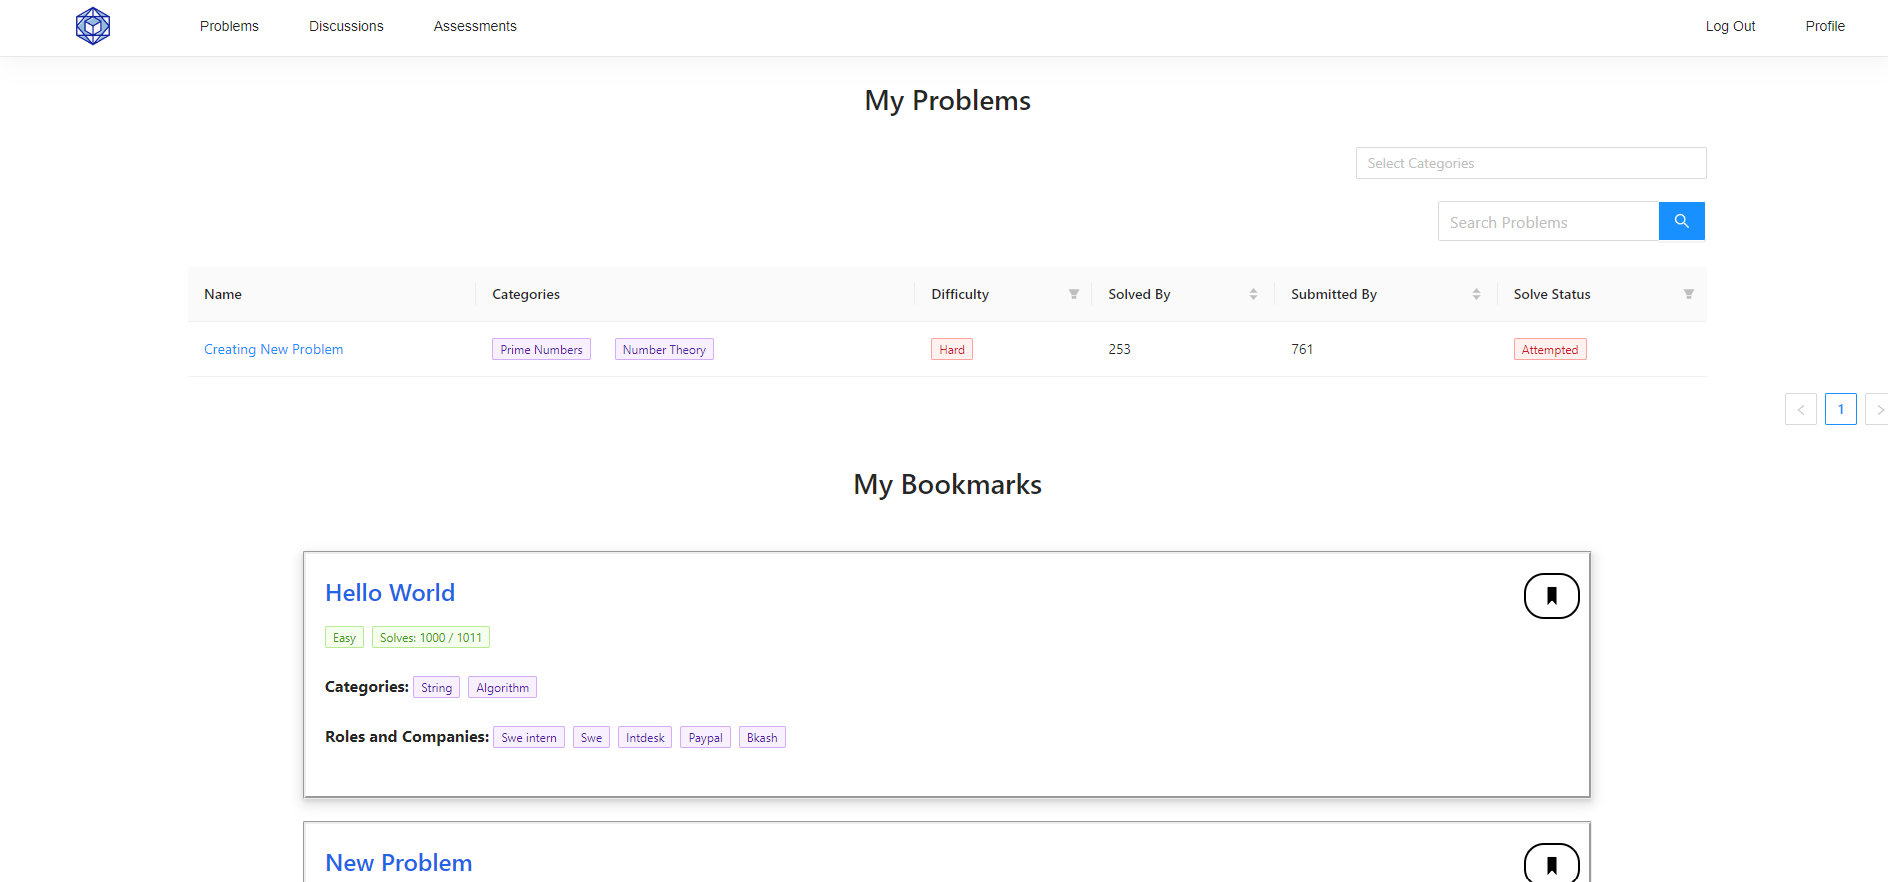 Problems Discussions Assessments Log Out Profile
My Problems
Select Categories
Search Problems
Name Categories Difficulty Solved By Submitted By Solve Status
Creating New Problem Prime Numbers Number Theory Hard 253 761 Attempted
< 1 >
My Bookmarks
Hello World
Easy Solves: 1000 / 1011
Categories: String Algorithm
Roles and Companies: Swe intern Swe Intdesk Paypal Bkash
New Problem